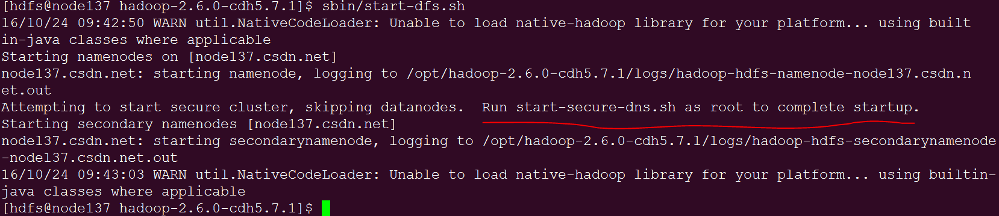 [hdfs@node137 hadoop-2.6.0-cdh5.7.1]$ sbin/start-dfs.sh
16/10/24 09:42:50 WARN util.NativeCodeLoader: Unable to load native-hadoop library for your platform... using built
in-java classes where applicable
Starting namenodes on [node137.csdn.net]
node137.csdn.net: starting namenode, logging to /opt/hadoop-2.6.0-cdh5.7.1/logs/hadoop-hdfs-namenode-node137.csdn.n
et.out
Attempting to start secure cluster, skipping datanodes.  Run start-secure-dns.sh as root to complete startup.
Starting secondary namenodes [node137.csdn.net]
node137.csdn.net: starting secondarynamenode, logging to /opt/hadoop-2.6.0-cdh5.7.1/logs/hadoop-hdfs-secondarynamenode
-node137.csdn.net.out
16/10/24 09:43:03 WARN util.NativeCodeLoader: Unable to load native-hadoop library for your platform... using builtin-
java classes where applicable
[hdfs@node137 hadoop-2.6.0-cdh5.7.1]$